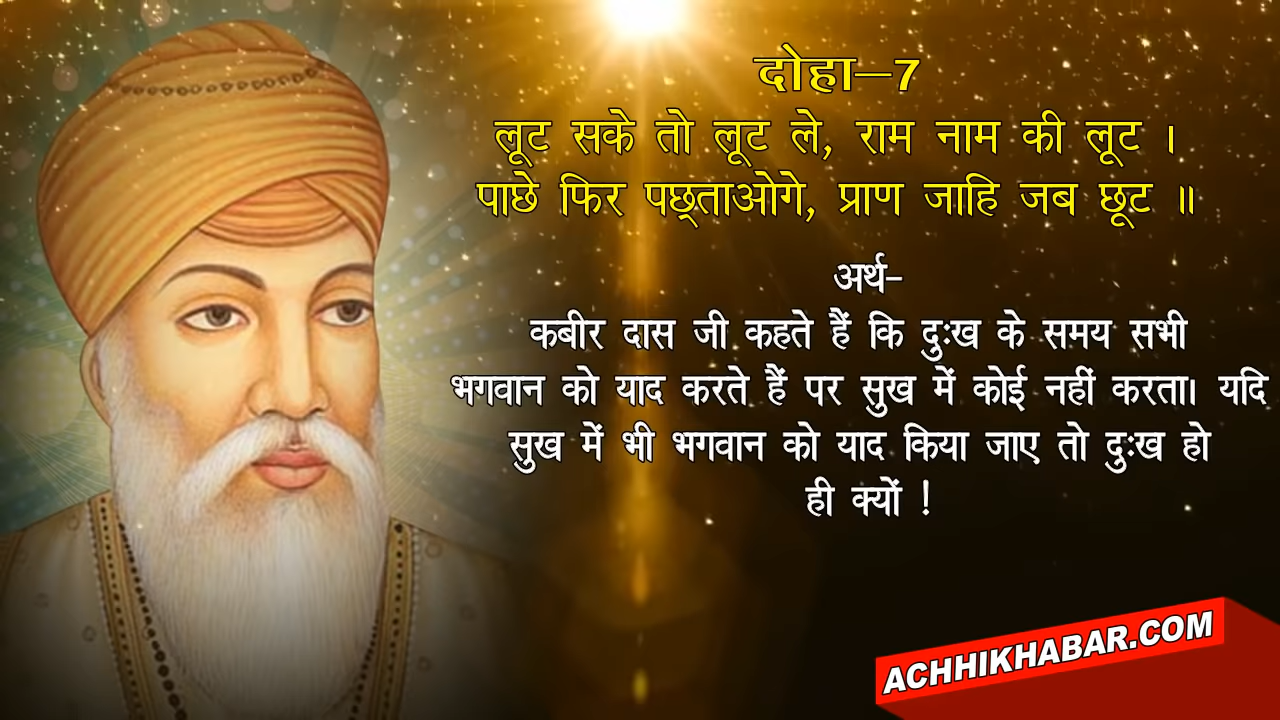 दोहा–7
लूट सके तो लूट ले, राम नाम की लूट ।
पाछे फिर पछ्ताओगे, प्राण जाहि जब छूट ॥
अर्थ-
कबीर दास जी कहते हैं कि दुःख के समय सभी
भगवान को याद करते हैं पर सुख में कोई नहीं करता। यदि
सुख में भी भगवान को याद किया जाए तो दुःख हो
ही क्यों !
ACHHIKHABAR.COM